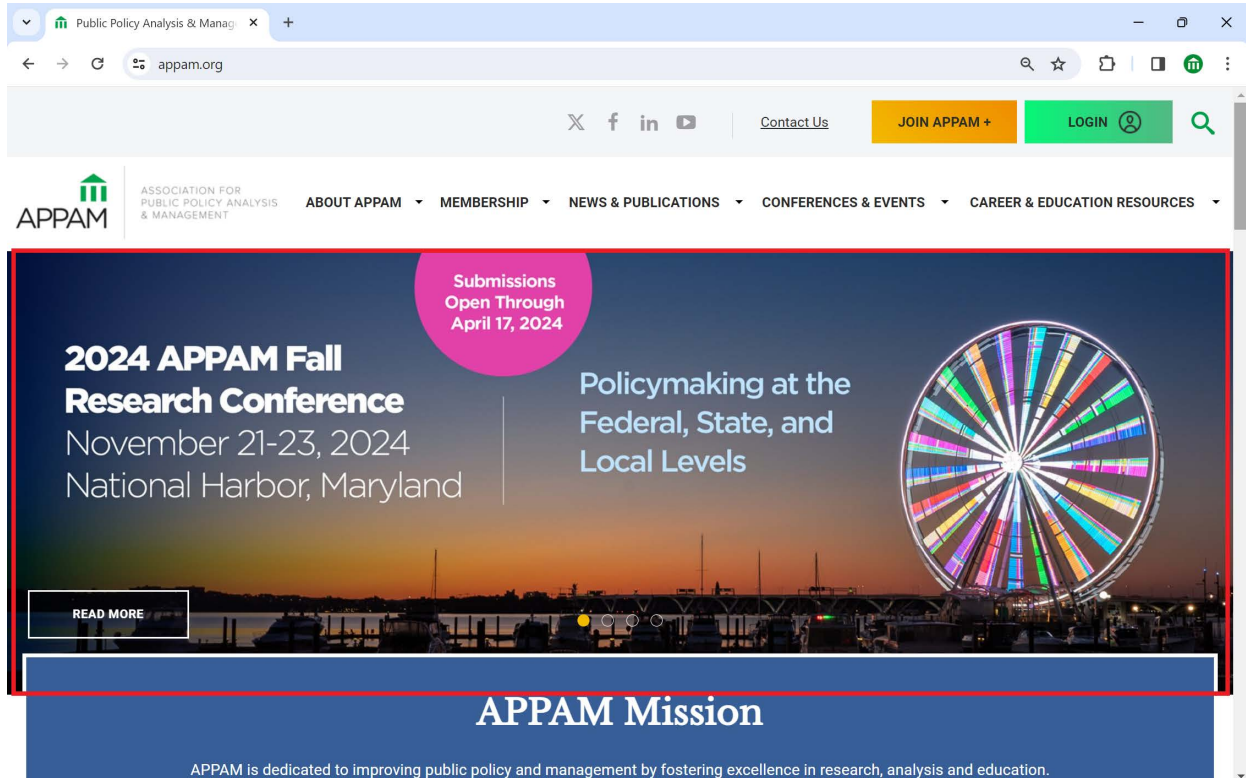 Public Policy Analysis & Manag
appam.org
Contact Us
JOIN APPAM +
LOGIN
APPAM
ASSOCIATION FOR
PUBLIC POLICY ANALYSIS
& MANAGEMENT
ABOUT APPAM
MEMBERSHIP
NEWS & PUBLICATIONS
CONFERENCES & EVENTS
CAREER & EDUCATION RESOURCES
Submissions
Open Through
April 17, 2024
2024 APPAM Fall
Research Conference
November 21-23, 2024
National Harbor, Maryland
Policymaking at the
Federal, State, and
Local Levels
READ MORE
APPAM Mission
APPAM is dedicated to improving public policy and management by fostering excellence in research, analysis and education.